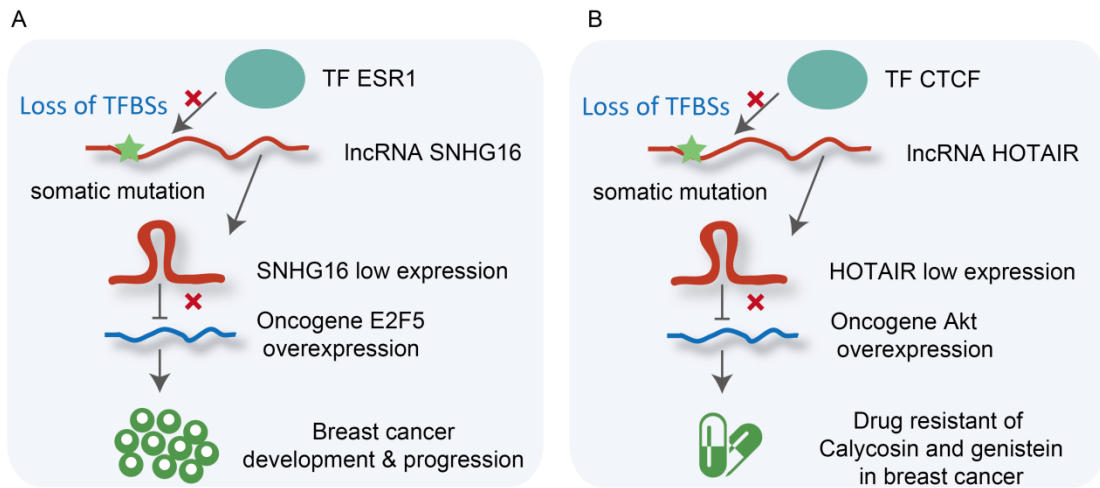 A
TF ESR1
Loss of TFBSs
lncRNA SNHG16
somatic mutation
SNHG16 low expression
Oncogene E2F5
overexpression
Breast cancer
development & progression
B
TF CTCF
Loss of TFBSs
lncRNA HOTAIR
somatic mutation
HOTAIR low expression
Oncogene Akt
overexpression
Drug resistant of
Calycosin and genistein
in breast cancer